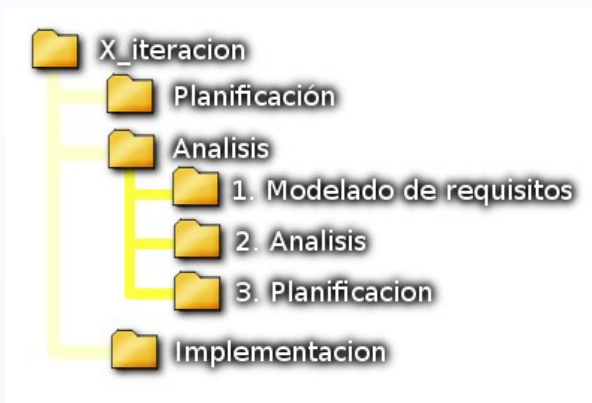 X_iteracion
Planificación
Analisis
1. Modelado de requisitos
2. Analisis
3. Planificacion
Implementacion